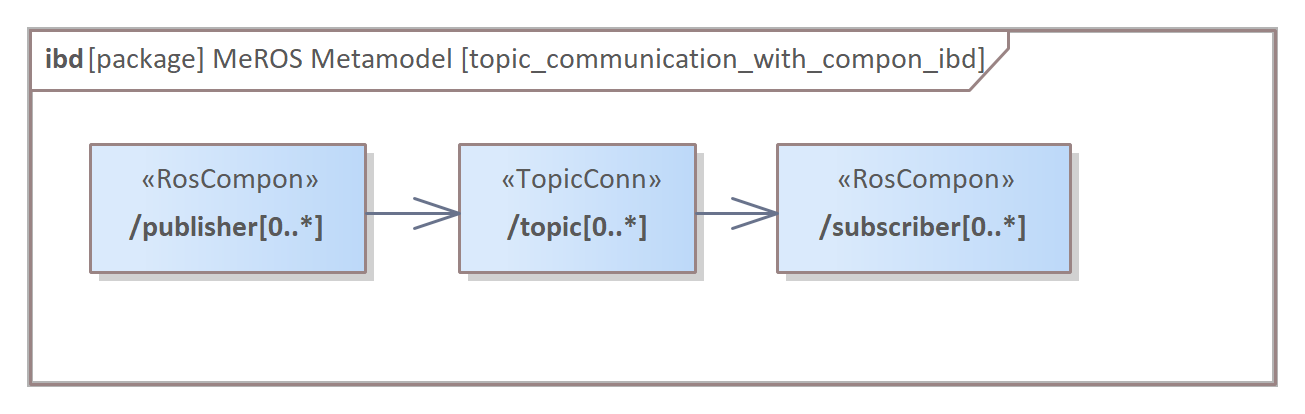 ibd [package] MeROS Metamodel [topic_communication_with_compon_ibd]
«RosCompon»
/publisher[0..*]
«TopicConn»
/topic[0..*]
«RosCompon»
/subscriber[0..*]